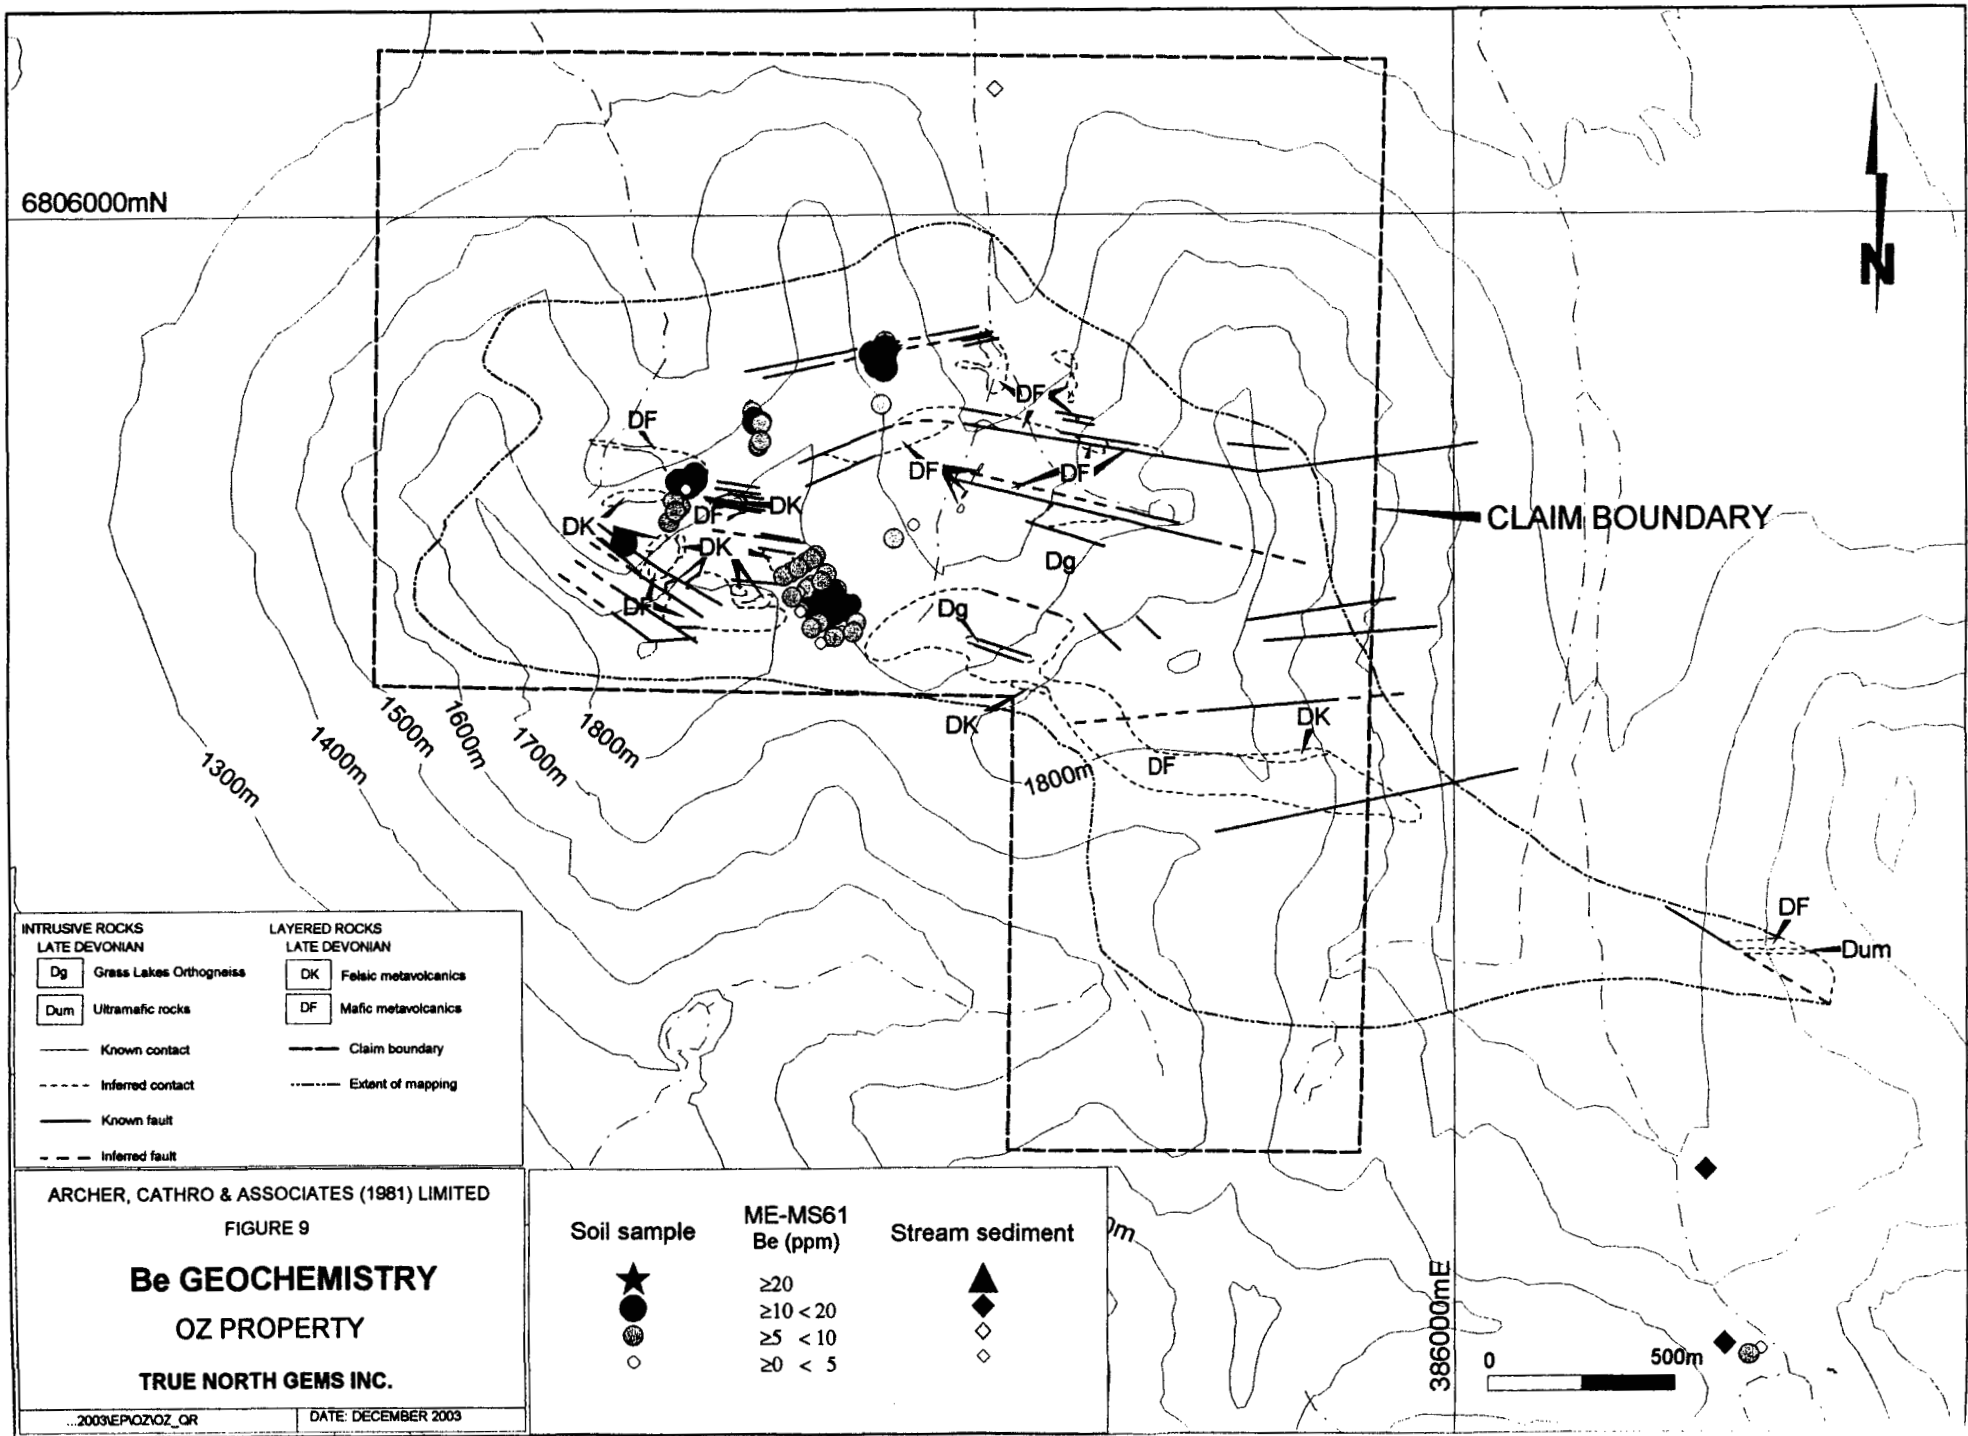 6806000mN
N
DF
DF
DF
DF
DK
DK
DF
DK
CLAIM BOUNDARY
Dg
DF
Dg
DK
DK
DF
1300m
1400m
1500m
1600m
1700m
1800m
1800m
DF
Dum
INTRUSIVE ROCKS
LATE DEVONIAN
Dg Grass Lakes Orthogneiss
Dum Ultramafic rocks
Known contact
Inferred contact
Known fault
Inferred fault
LAYERED ROCKS
LATE DEVONIAN
DK Felsic metavolcanics
DF Mafic metavolcanics
Claim boundary
Extent of mapping
ARCHER, CATHRO & ASSOCIATES (1981) LIMITED
FIGURE 9
Be GEOCHEMISTRY
OZ PROPERTY
TRUE NORTH GEMS INC.
...2003\EP\OZ\OZ_QR
DATE: DECEMBER 2003
Soil sample
ME-MS61
Be (ppm)
Stream sediment
≥20
≥10 < 20
≥5 < 10
≥0 < 5
0m
386000mE
0 500m